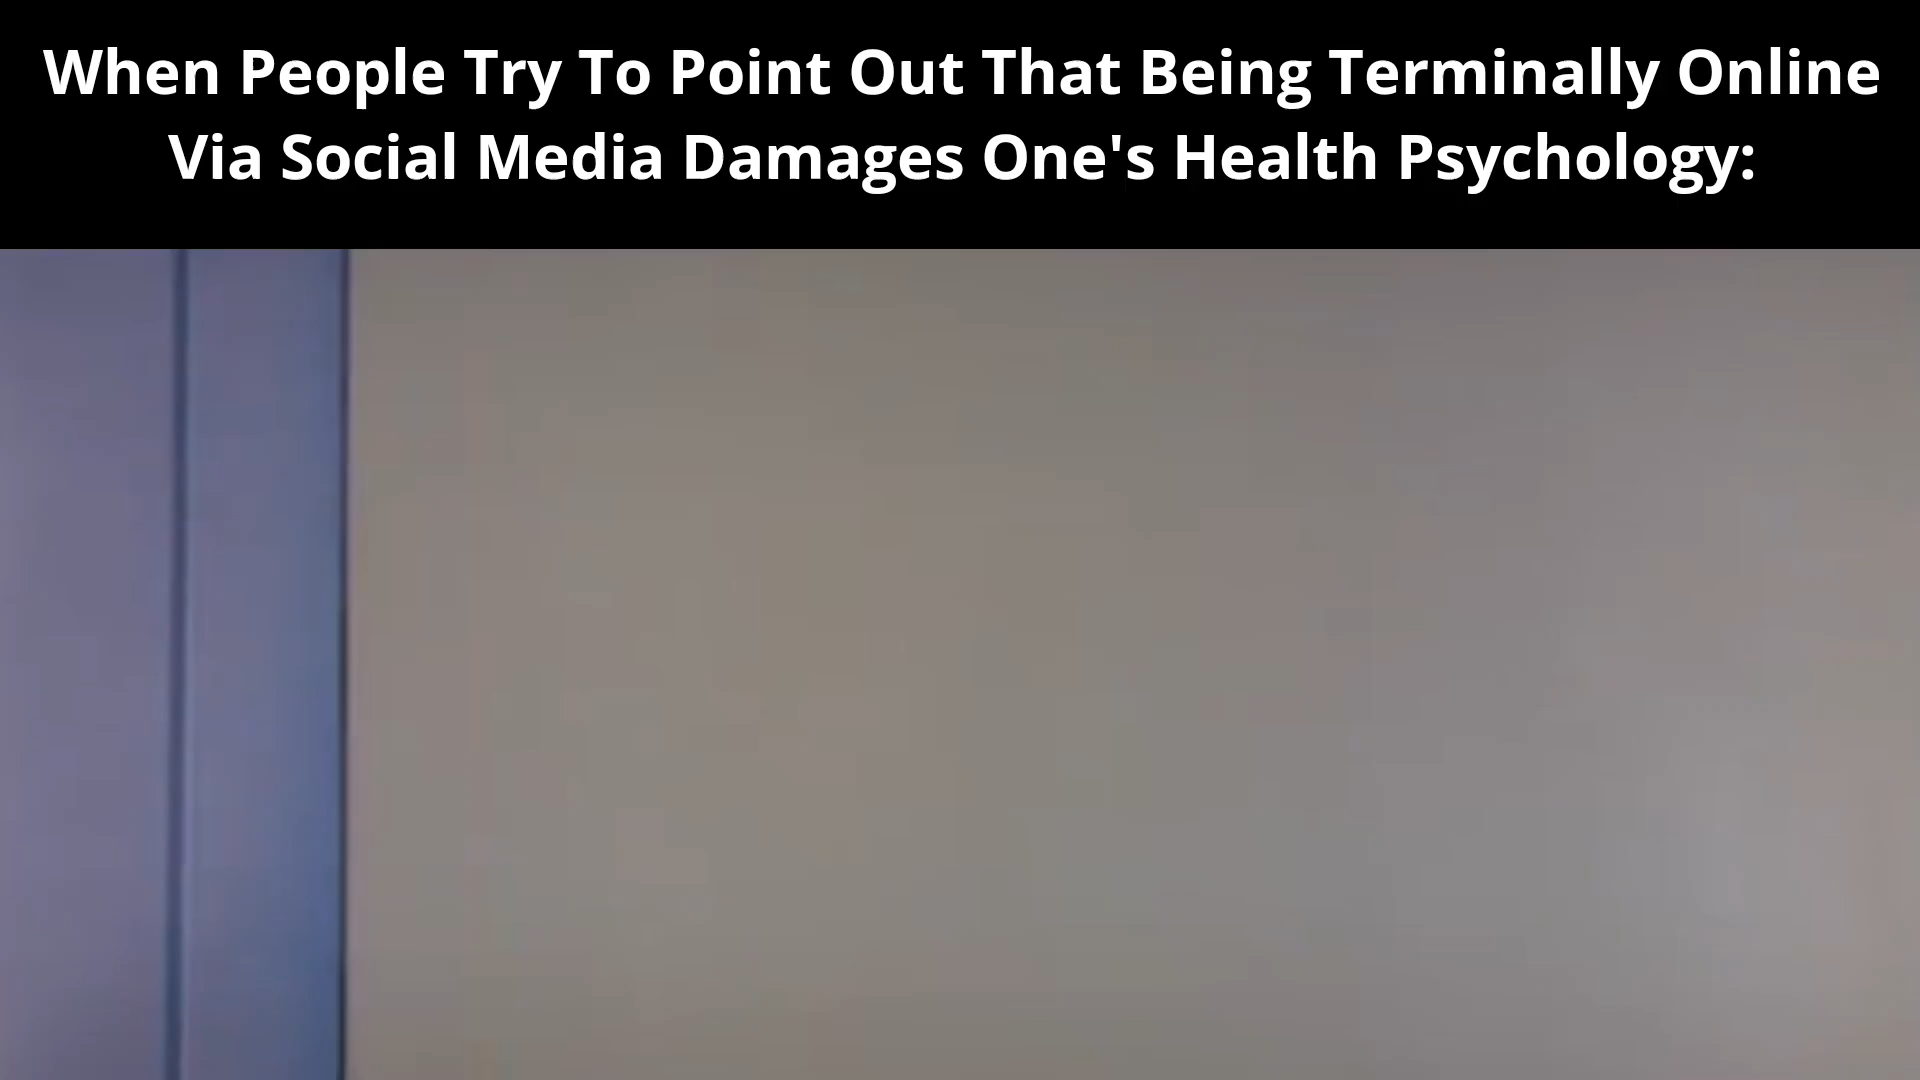 When People Try To Point Out That Being Terminally Online
Via Social Media Damages One's Health Psychology: